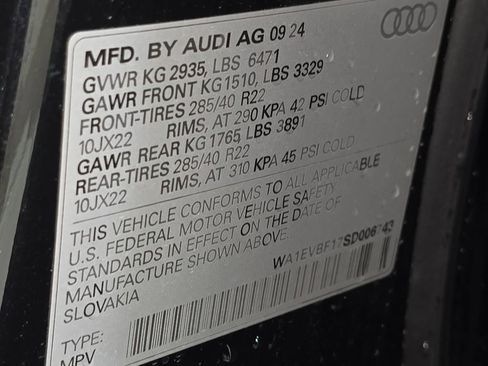 MFD. BY AUDI AG 09 24
GVWR KG 2935, LBS 6471
GAWR FRONT KG1510, LBS 3329
FRONT-TIRES 285/40 R22
10JX22 RIMS, AT 290 KPA 42 PSI COLD
GAWR REAR KG 1765 LBS 3891
REAR-TIRES 285/40 R22
10JX22 RIMS, AT 310 KPA 45 PSI COLD
THIS VEHICLE CONFORMS TO ALL APPLICABLE
U.S. FEDERAL MOTOR VEHICLE SAFETY
STANDARDS IN EFFECT ON THE DATE OF
MANUFACTURE SHOWN ABOVE.
SLOVAKIA
WA1EVBF17SD006743
TYPE:
MPV